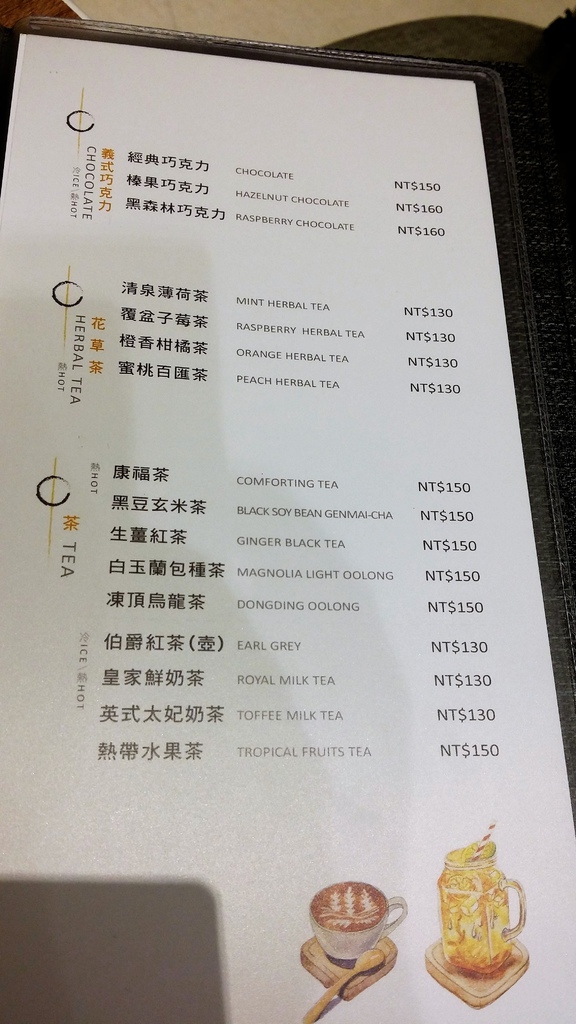 義式巧克力
CHOCOLATE
冷ICE\熱HOT
經典巧克力 CHOCOLATE NT$150
榛果巧克力 HAZELNUT CHOCOLATE NT$160
黑森林巧克力 RASPBERRY CHOCOLATE NT$160
花草茶
HERBAL TEA
熱HOT
清泉薄荷茶 MINT HERBAL TEA NT$130
覆盆子莓茶 RASPBERRY HERBAL TEA NT$130
橙香柑橘茶 ORANGE HERBAL TEA NT$130
蜜桃百匯茶 PEACH HERBAL TEA NT$130
茶 TEA
熱HOT
康福茶 COMFORTING TEA NT$150
黑豆玄米茶 BLACK SOY BEAN GENMAI-CHA NT$150
生薑紅茶 GINGER BLACK TEA NT$150
白玉蘭包種茶 MAGNOLIA LIGHT OOLONG NT$150
凍頂烏龍茶 DONGDING OOLONG NT$150
冷ICE\熱HOT
伯爵紅茶(壺) EARL GREY NT$130
皇家鮮奶茶 ROYAL MILK TEA NT$130
英式太妃奶茶 TOFFEE MILK TEA NT$130
熱帶水果茶 TROPICAL FRUITS TEA NT$150